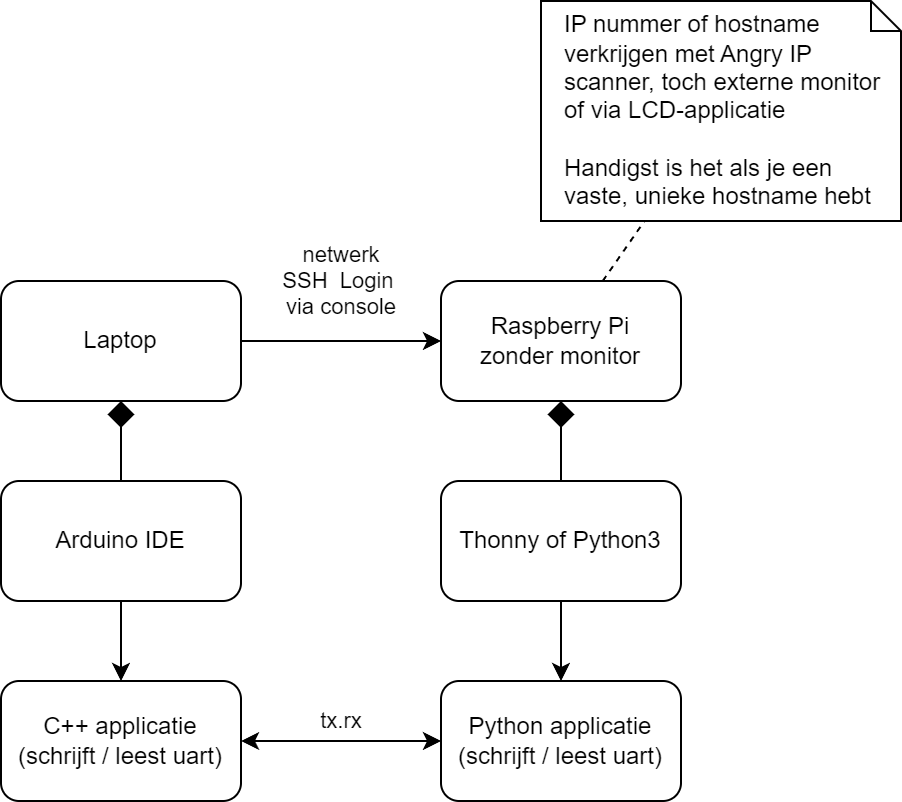 IP nummer of hostname
verkrijgen met Angry IP
scanner, toch externe monitor
of via LCD-applicatie
Handigst is het als je een
vaste, unieke hostname hebt
netwerk
SSH  Login
via console
Laptop
Raspberry Pi
zonder monitor
Arduino IDE
Thonny of Python3
C++ applicatie
(schrijft / leest uart)
tx.rx
Python applicatie
(schrijft / leest uart)